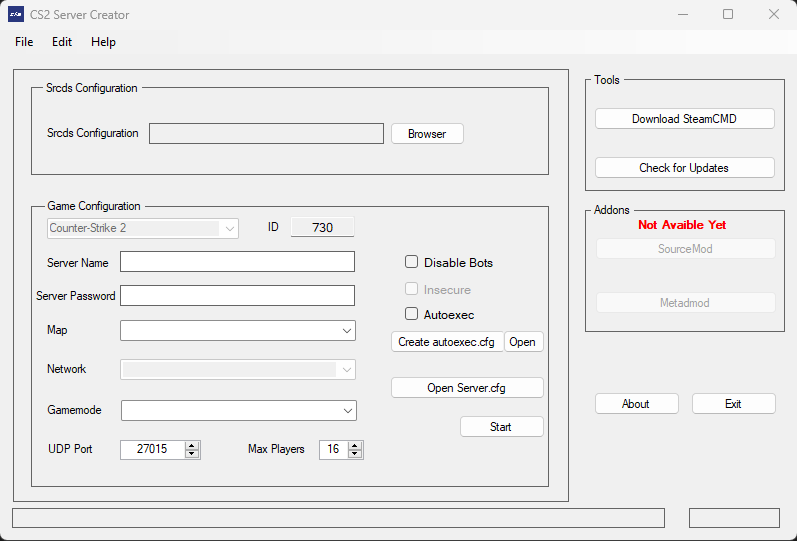 CS2 Server Creator
File Edit Help
Srcds Configuration
Srcds Configuration Browser
Game Configuration
Counter-Strike 2 ID 730
Server Name
Server Password
Map
Network
Gamemode
UDP Port 27015 Max Players 16
Disable Bots
Insecure
Autoexec
Create autoexec.cfg Open
Open Server.cfg
Start
Tools
Download SteamCMD
Check for Updates
Addons
Not Avaible Yet
SourceMod
Metadmod
About Exit